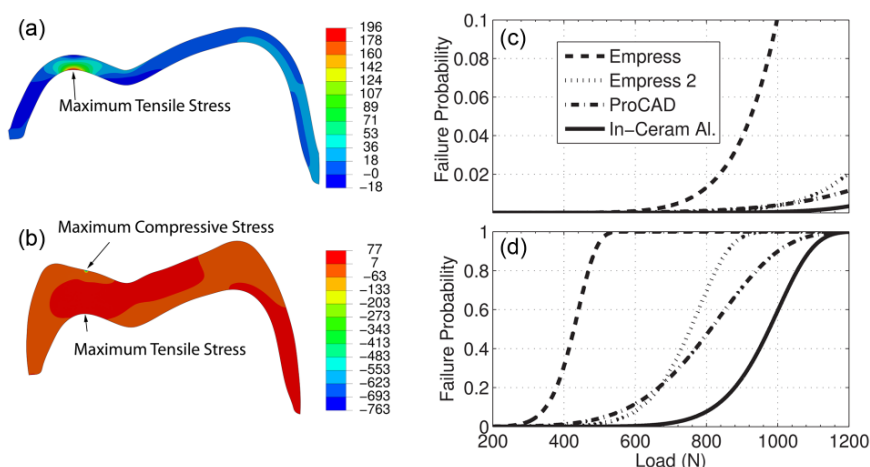 (a)
196
178
160
142
124
107
89
71
53
36
18
-0
-18
Maximum Tensile Stress
(b)
Maximum Compressive Stress
Maximum Tensile Stress
77
7
-63
-133
-203
-273
-343
-413
-483
-553
-623
-693
-763
(c)
Failure Probability
0.1
0.08
0.06
0.04
0.02
Empress
Empress 2
ProCAD
In-Ceram Al.
(d)
Failure Probability
1
0.8
0.6
0.4
0.2
0
200 400 600 800 1000 1200
Load (N)